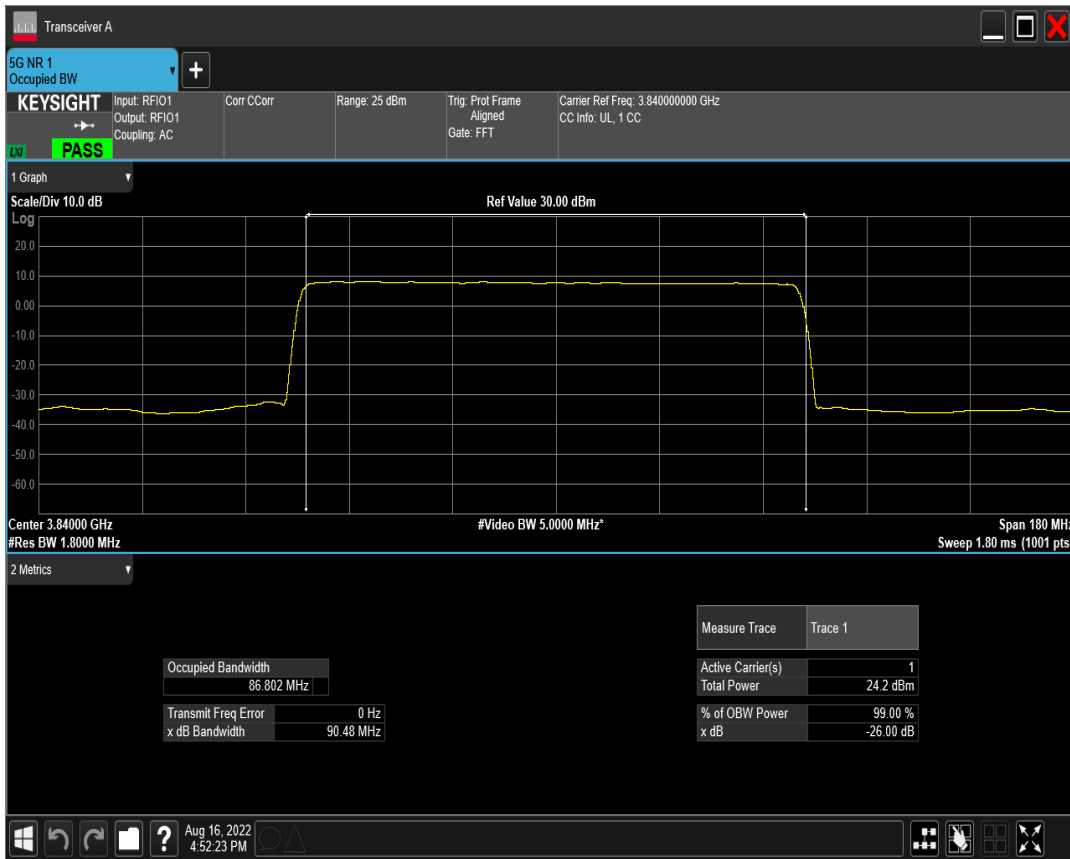 Transceiver A
5G NR 1
Occupied BW
+
KEYSIGHT
LXI
PASS
Input: RFIO1
Output: RFIO1
Coupling: AC
Corr CCorr
Range: 25 dBm
Trig: Prot Frame
Aligned
Gate: FFT
Carrier Ref Freq: 3.840000000 GHz
CC Info: UL, 1 CC
1 Graph
Scale/Div 10.0 dB
Ref Value 30.00 dBm
Log
20.0
10.0
0.00
-10.0
-20.0
-30.0
-40.0
-50.0
-60.0
Center 3.84000 GHz
#Video BW 5.0000 MHz*
Span 180 MHz
#Res BW 1.8000 MHz
Sweep 1.80 ms (1001 pts
2 Metrics
Measure Trace Trace 1
Occupied Bandwidth
86.802 MHz
Active Carrier(s) 1
Total Power 24.2 dBm
Transmit Freq Error 0 Hz
x dB Bandwidth 90.48 MHz
% of OBW Power 99.00 %
x dB -26.00 dB
?
Aug 16, 2022
4:52:23 PM